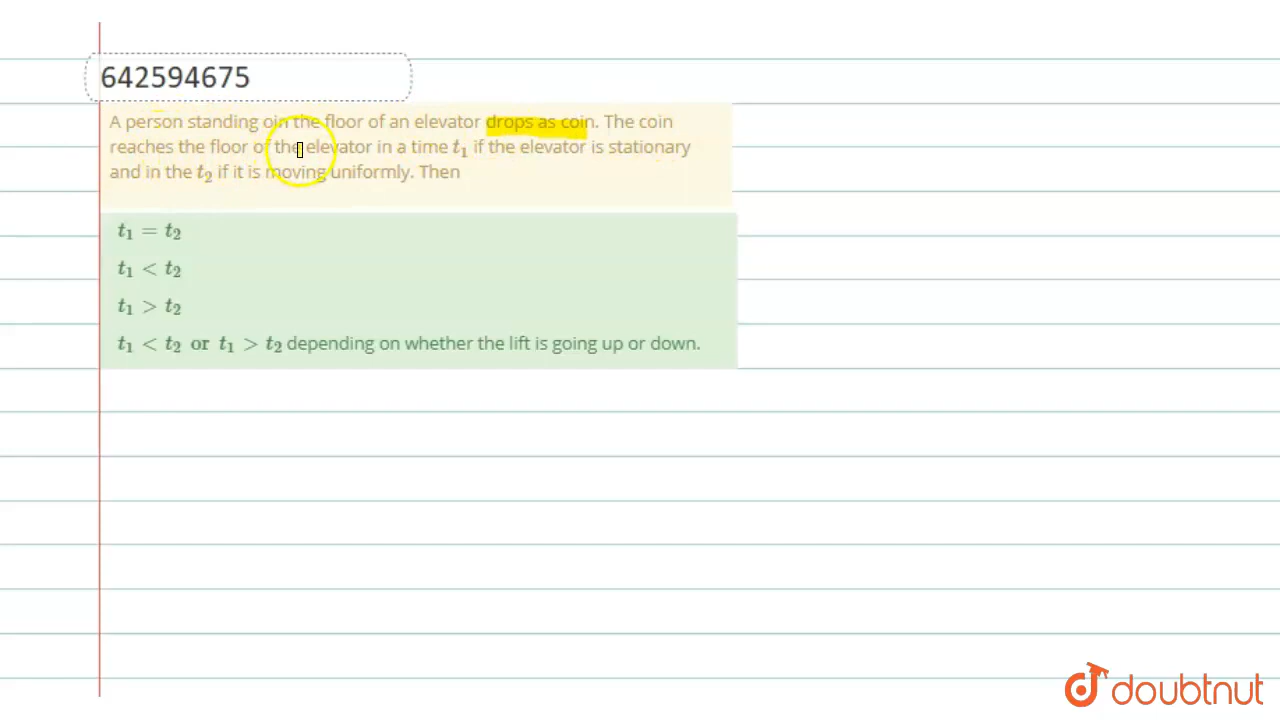 642594675
A person standing oin the floor of an elevator drops as coin. The coin
reaches the floor of the elevator in a time t₁ if the elevator is stationary
and in the t₂ if it is moving uniformly. Then
t₁ = t₂
t₁ < t₂
t₁ > t₂
t₁ < t₂ or t₁ > t₂ depending on whether the lift is going up or down.
doubtnut